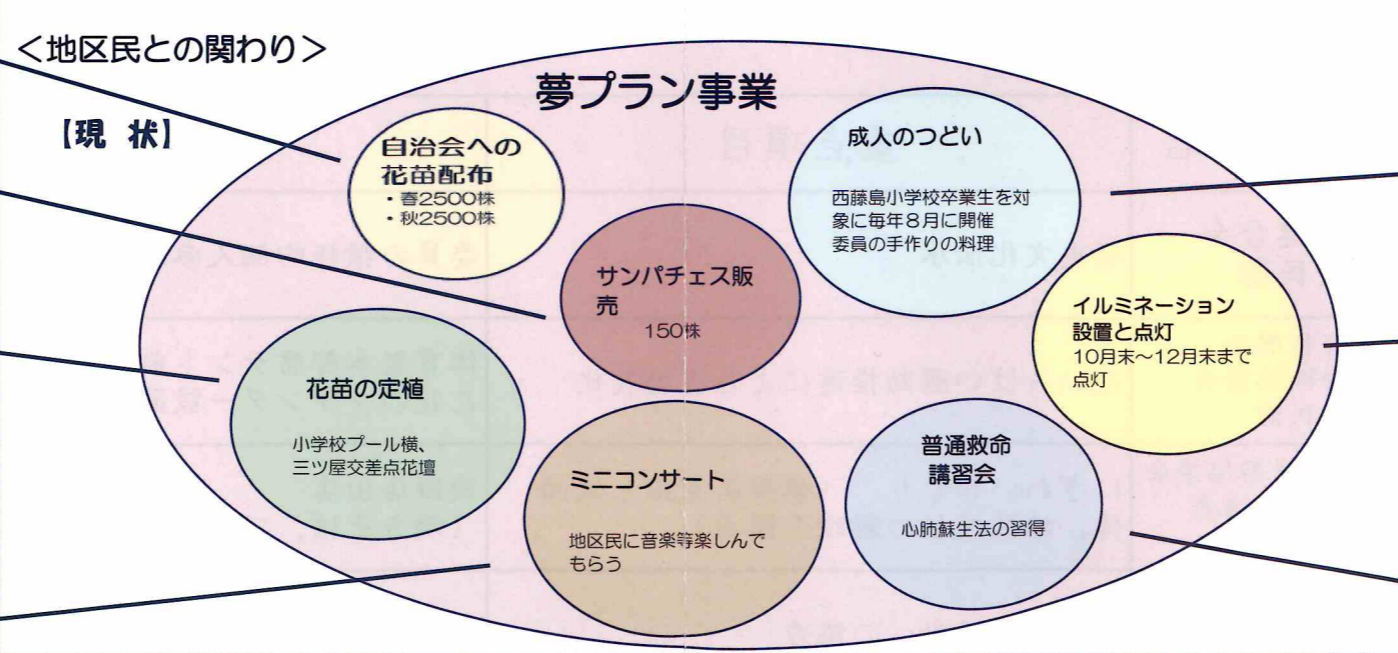 ＜地区民との関わり＞
【現 状】
夢プラン事業
自治会への
花苗配布
・春2500株
・秋2500株
成人のつどい
西藤島小学校卒業生を対
象に毎年８月に開催
委員の手作りの料理
サンパチェス販
売
150株
イルミネーション
設置と点灯
10月末～12月末まで
点灯
花苗の定植
小学校プール横、
三ツ屋交差点花壇
ミニコンサート
地区民に音楽等楽しんで
もらう
普通救命
講習会
心肺蘇生法の習得